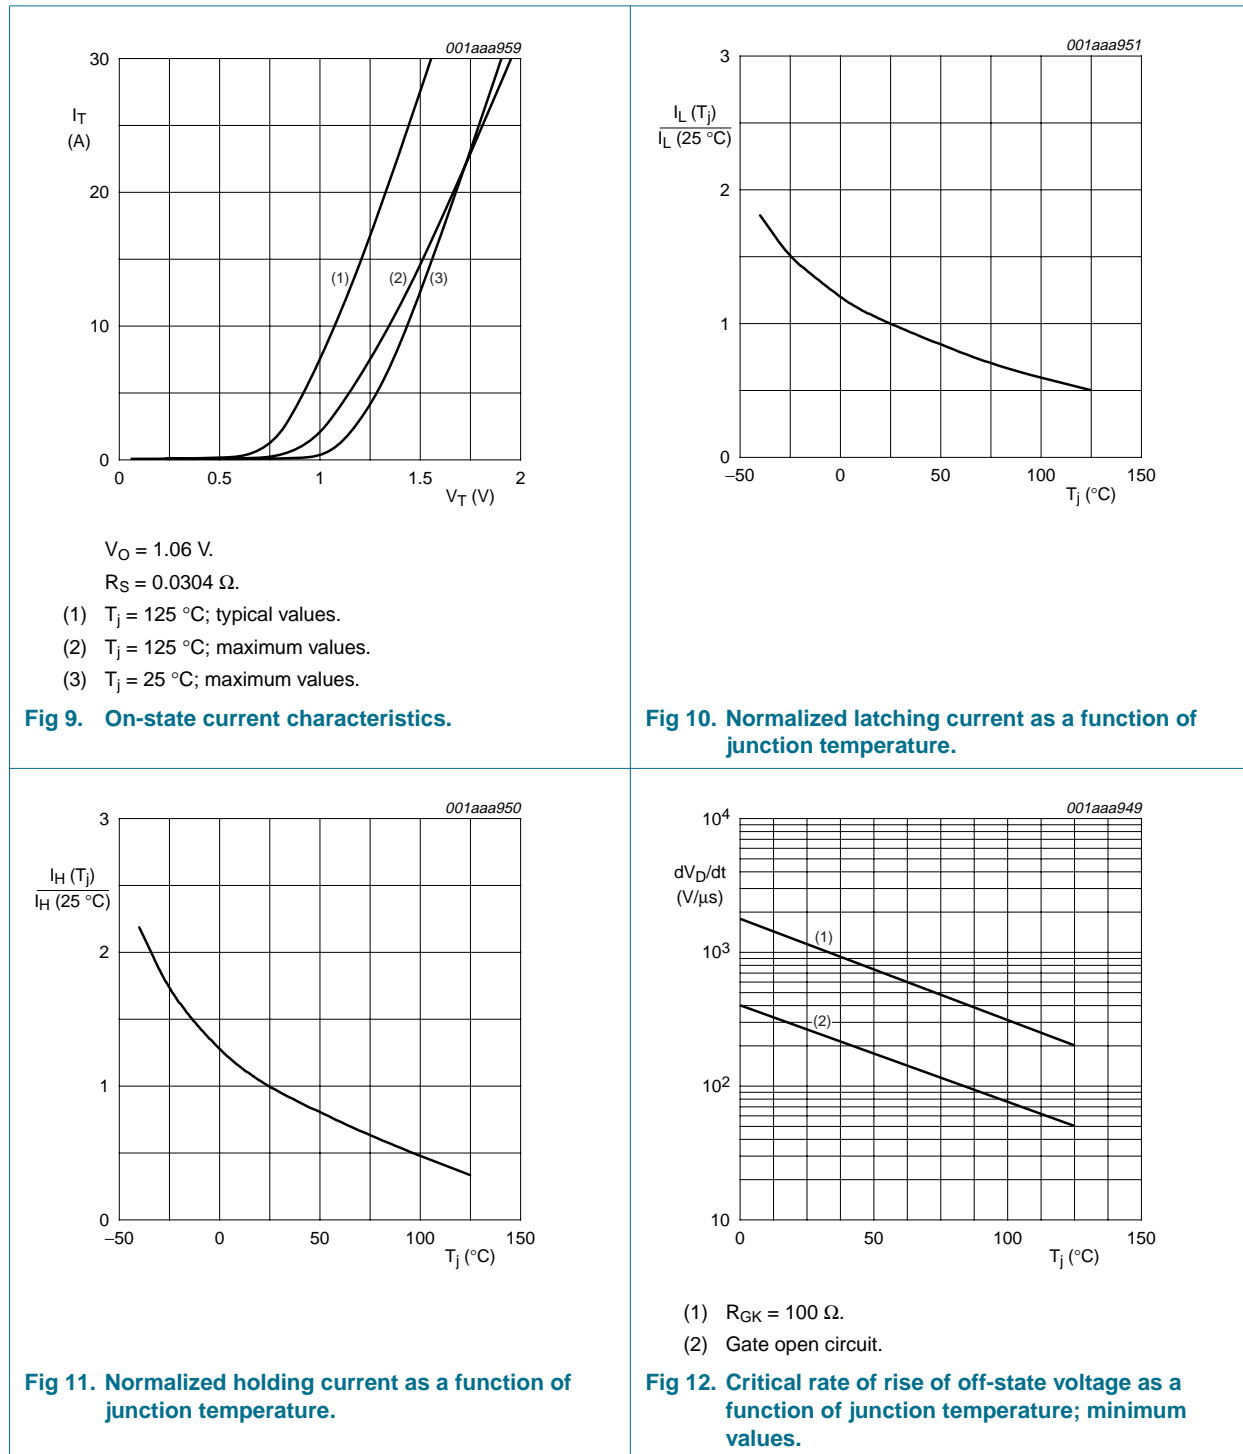 001aaa959
30
20
10
0
I_T
(A)
(1)
(2)
(3)
0 0.5 1 1.5 2
V_T (V)
V_O = 1.06 V.
R_S = 0.0304 Ω.
(1) T_j = 125 °C; typical values.
(2) T_j = 125 °C; maximum values.
(3) T_j = 25 °C; maximum values.
Fig 9. On-state current characteristics.
001aaa951
3
2
1
0
I_L (T_j)
I_L (25 °C)
−50 0 50 100 150
T_j (°C)
Fig 10. Normalized latching current as a function of
junction temperature.
001aaa950
3
2
1
0
I_H (T_j)
I_H (25 °C)
−50 0 50 100 150
T_j (°C)
Fig 11. Normalized holding current as a function of
junction temperature.
001aaa949
10^4
10^3
10^2
10
dV_D/dt
(V/μs)
(1)
(2)
0 50 100 150
T_j (°C)
(1) R_GK = 100 Ω.
(2) Gate open circuit.
Fig 12. Critical rate of rise of off-state voltage as a
function of junction temperature; minimum
values.